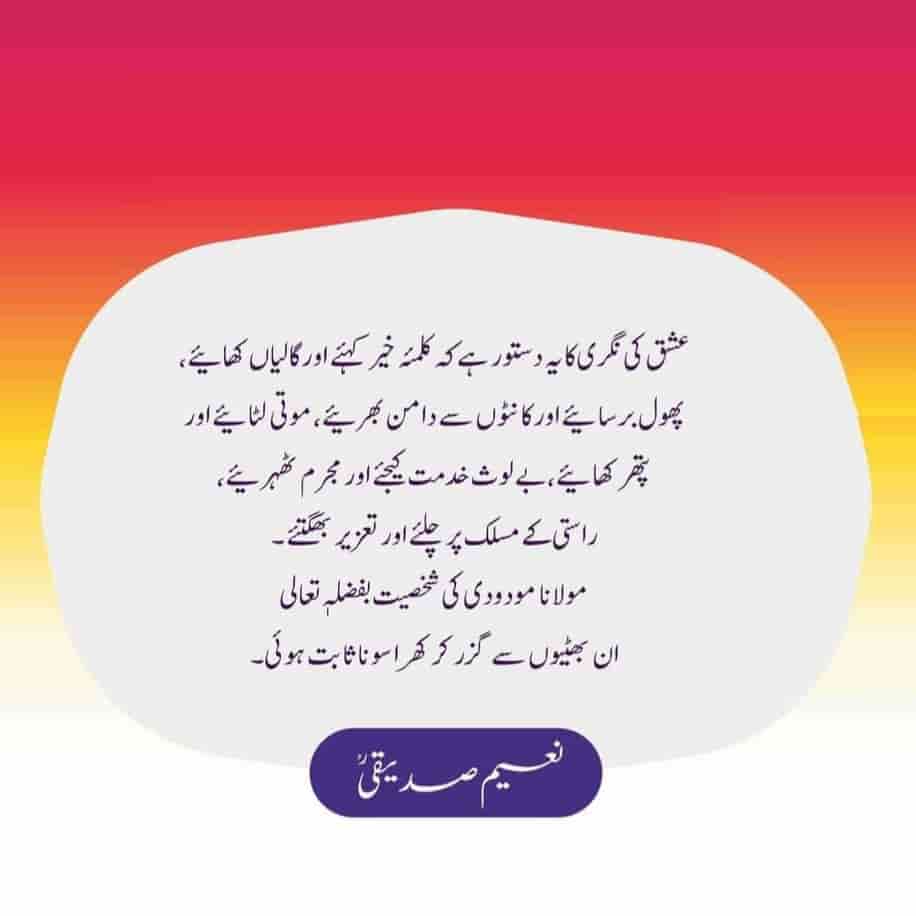 عشق کی نگری کا یہ دستور ہے کہ کلمۂ خیر کہئے اور گالیاں کھائیے،
پھول برسائیے اور کانٹوں سے دامن بھریئے، موتی لٹائیے اور
پتھر کھائیے، بے لوث خدمت کیجئے اور مجرم ٹھہریئے،
راستی کے مسلک پر چلئے اور تعزیر بھگتئے۔
مولانا مودودی کی شخصیت بفضلہٖ تعالی
ان بھٹیوں سے گزر کر کھرا سونا ثابت ہوئی۔
نعیم صدیقیؒ